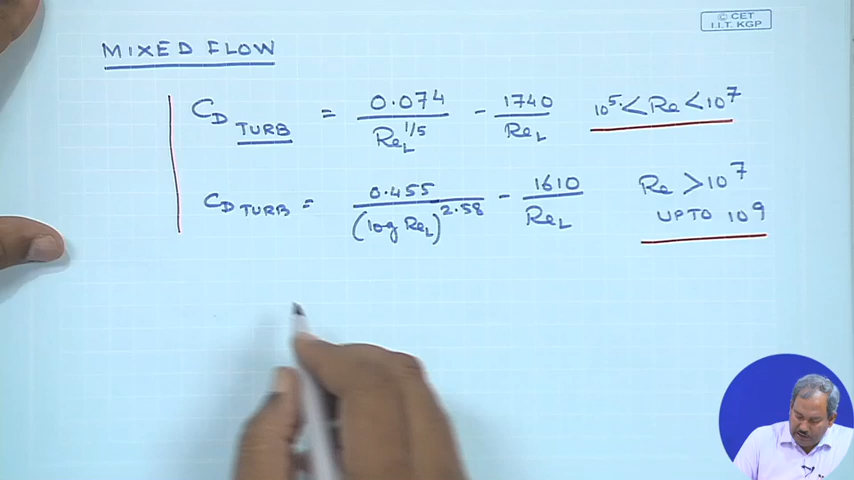 © CET
I.I.T. KGP
MIXED FLOW
C_D TURB = 0.074 / Re_L^1/5 - 1740 / Re_L 10^5 < Re < 10^7
C_D TURB = 0.455 / (log Re_L)^2.58 - 1610 / Re_L Re > 10^7
UPTO 10^9